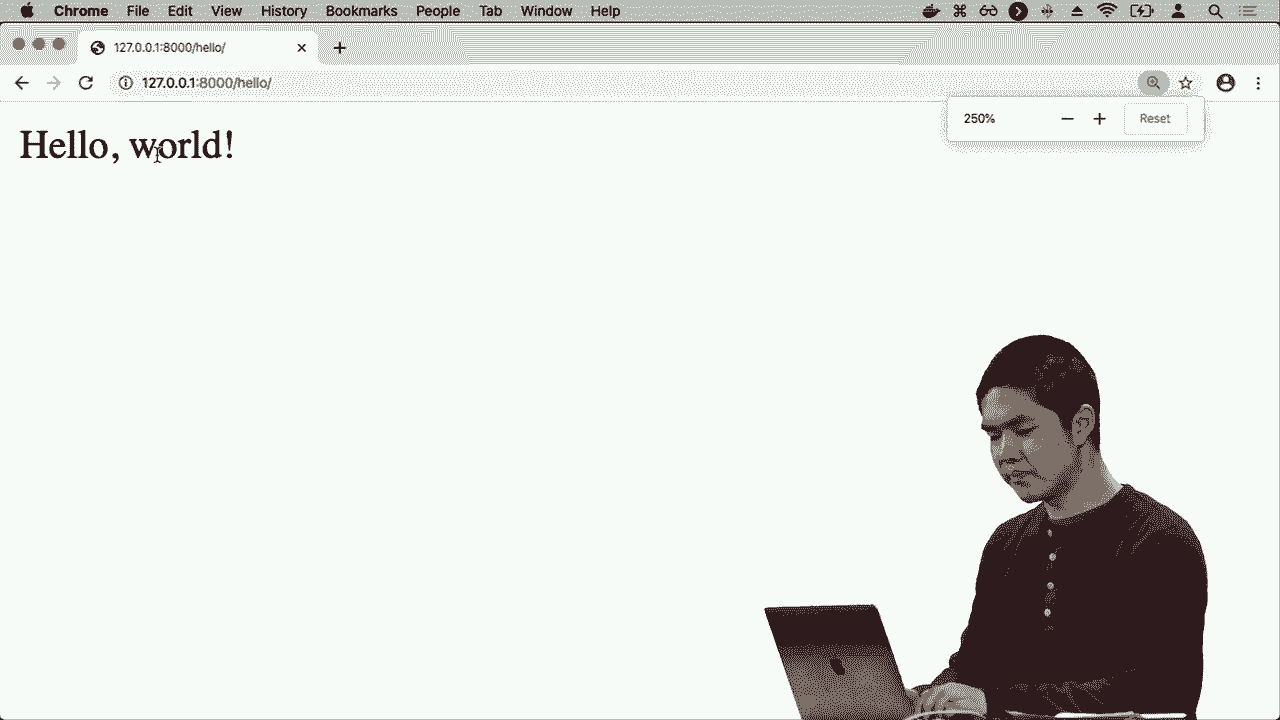 Chrome File Edit View History Bookmarks People Tab Window Help
127.0.0.1:8000/hello/
127.0.0.1:8000/hello/
250% Reset
Hello, world!